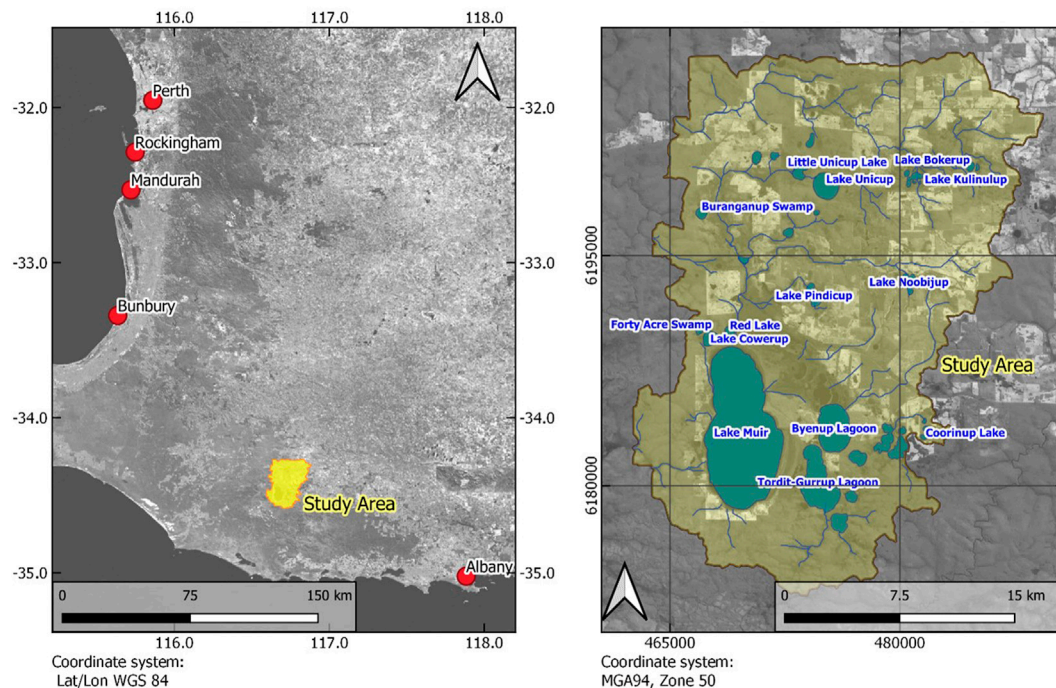 116.0 117.0 118.0
-32.0
-33.0
-34.0
-35.0
Perth
Rockingham
Mandurah
Bunbury
Study Area
Albany
-32.0
-33.0
-34.0
-35.0
0 75 150 km
116.0 117.0 118.0
Coordinate system:
Lat/Lon WGS 84
Little Unicup Lake
Lake Bokerup
Lake Unicup
Lake Kulinulup
Buranganup Swamp
6195000
Lake Noobijup
Lake Pindicup
Forty Acre Swamp
Red Lake
Lake Cowerup
Study Area
Lake Muir
Byenup Lagoon
Coorinup Lake
Tordit-Gurrup Lagoon
6180000
0 7.5 15 km
465000 480000
Coordinate system:
MGA94, Zone 50